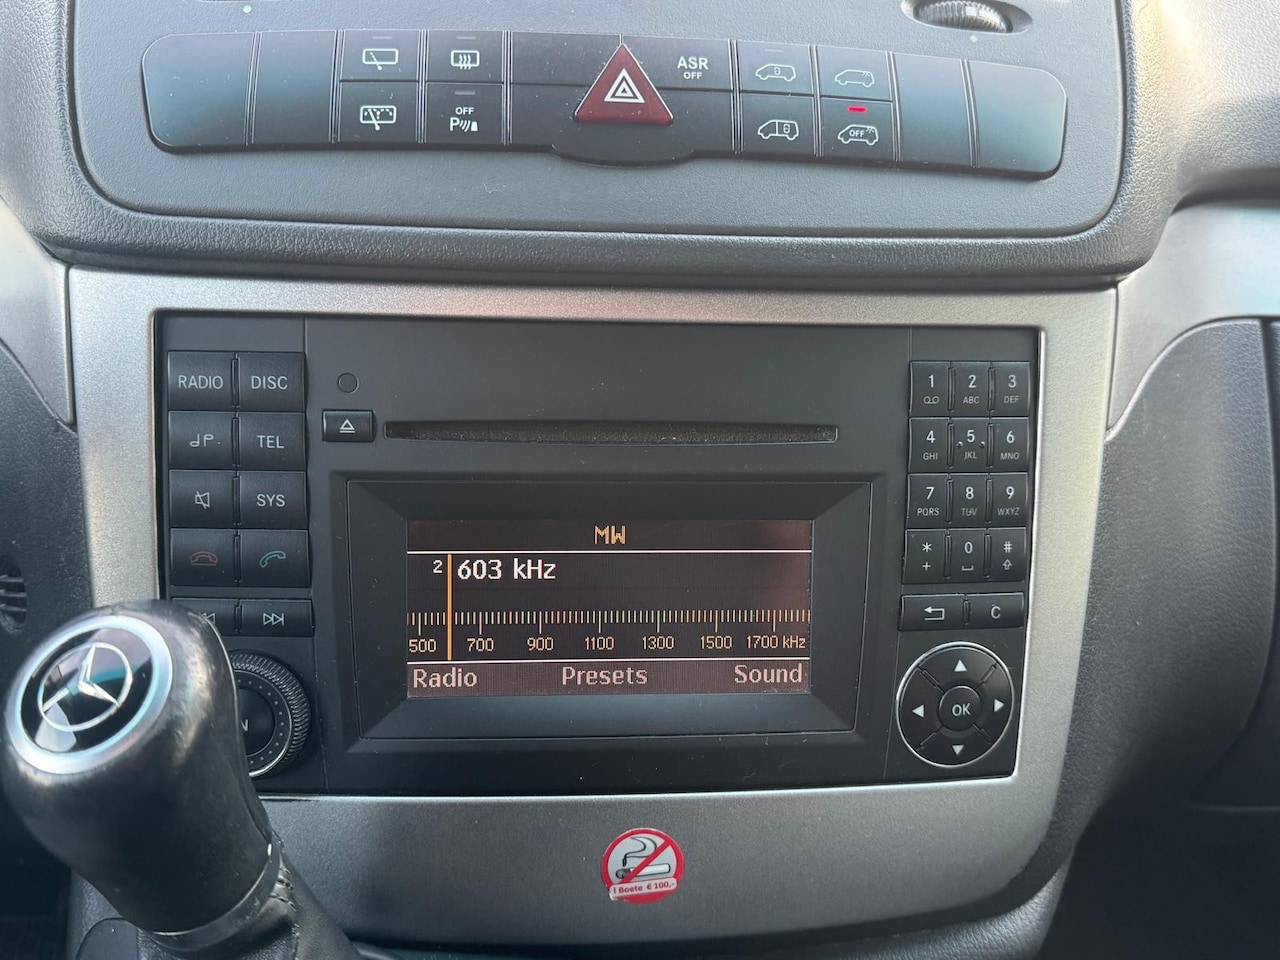 ASR
OFF
OFF
P
OFF
RADIO DISC
TEL
SYS
1 2 3
ABC DEF
4 5 6
GHI JKL MNO
7 8 9
PQRS TUV WXYZ
* 0 #
+
C
OK
N
MW
2 603 kHz
500 700 900 1100 1300 1500 1700 kHz
Radio Presets Sound
! Boete € 100,-